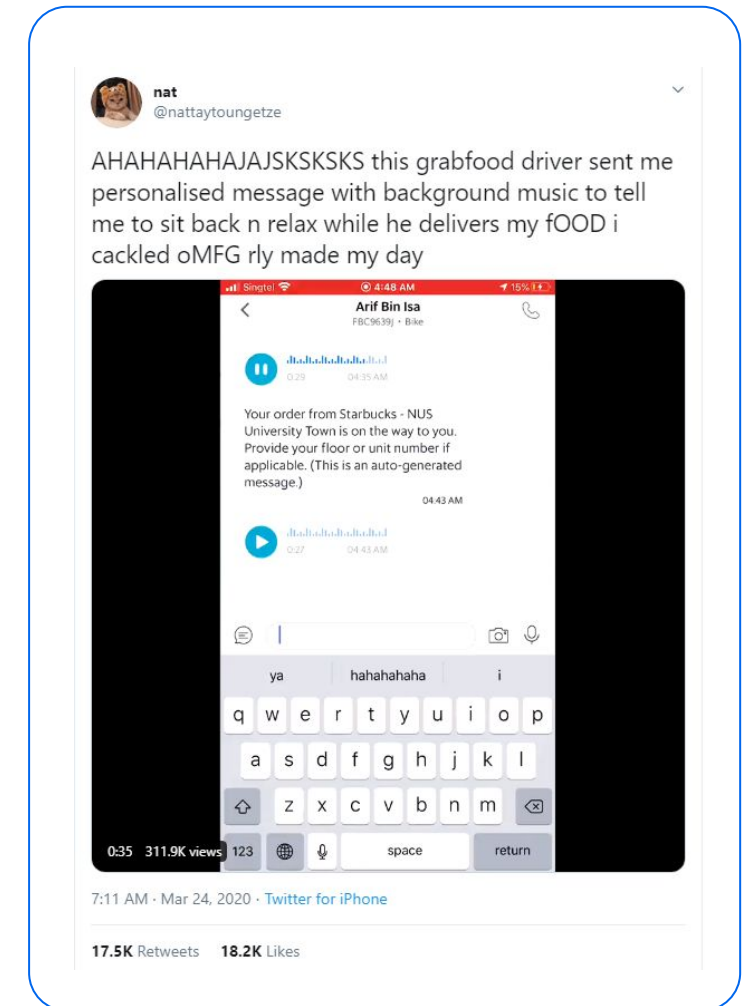 nat
@nattaytoungetze
AHAHAHAHAJAJSKSKSKS this grabfood driver sent me
personalised message with background music to tell
me to sit back n relax while he delivers my fOOD i
cackled oMFG rly made my day
Singtel 4:48 AM 15%
Arif Bin Isa
FBC9639J • Bike
0:29 04:35 AM
Your order from Starbucks - NUS
University Town is on the way to you.
Provide your floor or unit number if
applicable. (This is an auto-generated
message.)
04:43 AM
0:27 04:43 AM
ya hahahahaha i
q w e r t y u i o p
a s d f g h j k l
z x c v b n m
0:35 311.9K views 123 space return
7:11 AM · Mar 24, 2020 · Twitter for iPhone
17.5K Retweets 18.2K Likes